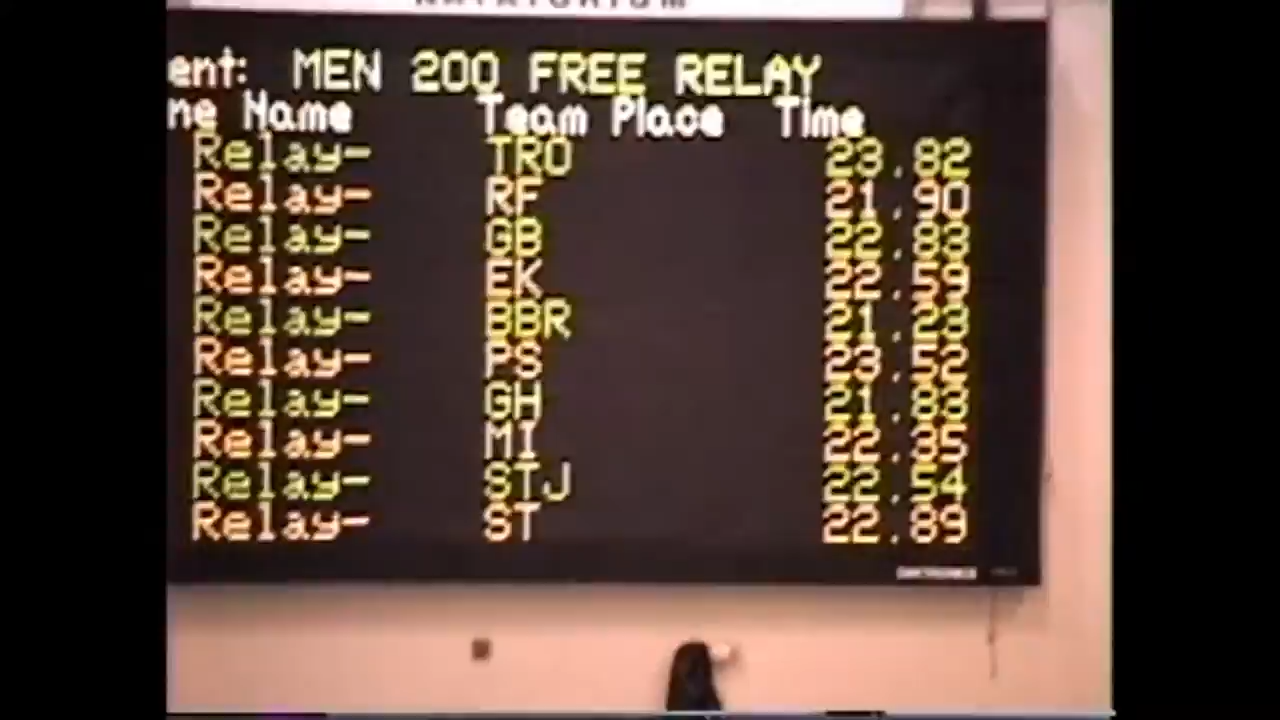 ent: MEN 200 FREE RELAY
ne Name Team Place Time
Relay- TRO 23.82
Relay- RF 21.90
Relay- GB 22.83
Relay- EK 22.59
Relay- BBR 21.23
Relay- PS 23.52
Relay- GH 21.83
Relay- MI 22.35
Relay- STJ 22.54
Relay- ST 22.89